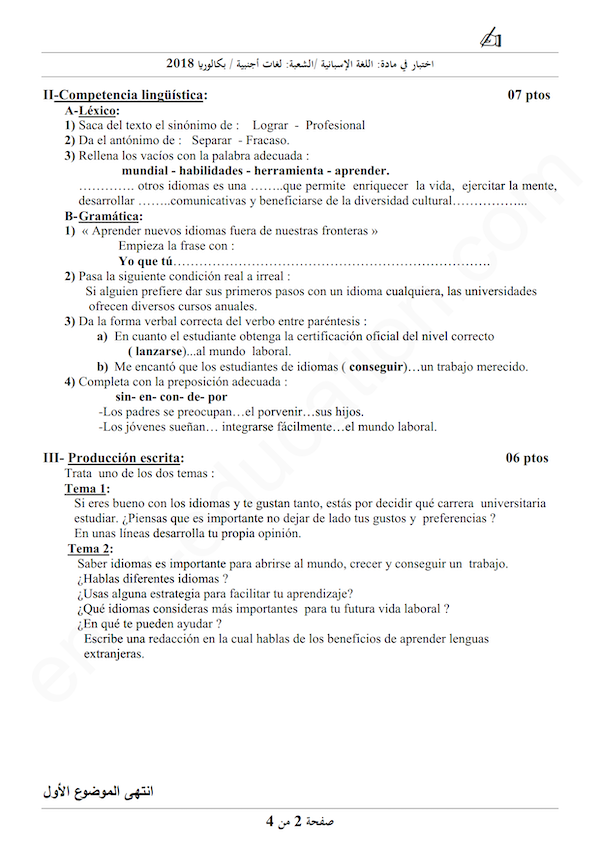 اختبار في مادة: اللغة الإسبانية /الشعبة: لغات أجنبية / بكالوريا 2018
II-Competencia lingüística: 07 ptos
A-Léxico:
1) Saca del texto el sinónimo de : Lograr - Profesional
2) Da el antónimo de : Separar - Fracaso.
3) Rellena los vacíos con la palabra adecuada :
mundial - habilidades - herramienta - aprender.
…………. otros idiomas es una ……..que permite enriquecer la vida, ejercitar la mente,
desarrollar ……..comunicativas y beneficiarse de la diversidad cultural……………...
B-Gramática:
1) « Aprender nuevos idiomas fuera de nuestras fronteras »
Empieza la frase con :
Yo que tú…………………………………………………………….
2) Pasa la siguiente condición real a irreal :
Si alguien prefiere dar sus primeros pasos con un idioma cualquiera, las universidades
ofrecen diversos cursos anuales.
3) Da la forma verbal correcta del verbo entre paréntesis :
a) En cuanto el estudiante obtenga la certificación oficial del nivel correcto
( lanzarse)...al mundo laboral.
b) Me encantó que los estudiantes de idiomas ( conseguir)…un trabajo merecido.
4) Completa con la preposición adecuada :
sin- en- con- de- por
-Los padres se preocupan…el porvenir…sus hijos.
-Los jóvenes sueñan… integrarse fácilmente…el mundo laboral.
III- Producción escrita: 06 ptos
Trata uno de los dos temas :
Tema 1:
Si eres bueno con los idiomas y te gustan tanto, estás por decidir qué carrera universitaria
estudiar. ¿Piensas que es importante no dejar de lado tus gustos y preferencias ?
En unas líneas desarrolla tu propia opinión.
Tema 2:
Saber idiomas es importante para abrirse al mundo, crecer y conseguir un trabajo.
¿Hablas diferentes idiomas ?
¿Usas alguna estrategia para facilitar tu aprendizaje?
¿Qué idiomas consideras más importantes para tu futura vida laboral ?
¿En qué te pueden ayudar ?
Escribe una redacción en la cual hablas de los beneficios de aprender lenguas
extranjeras.
انتهى الموضوع الأول
صفحة 2 من 4